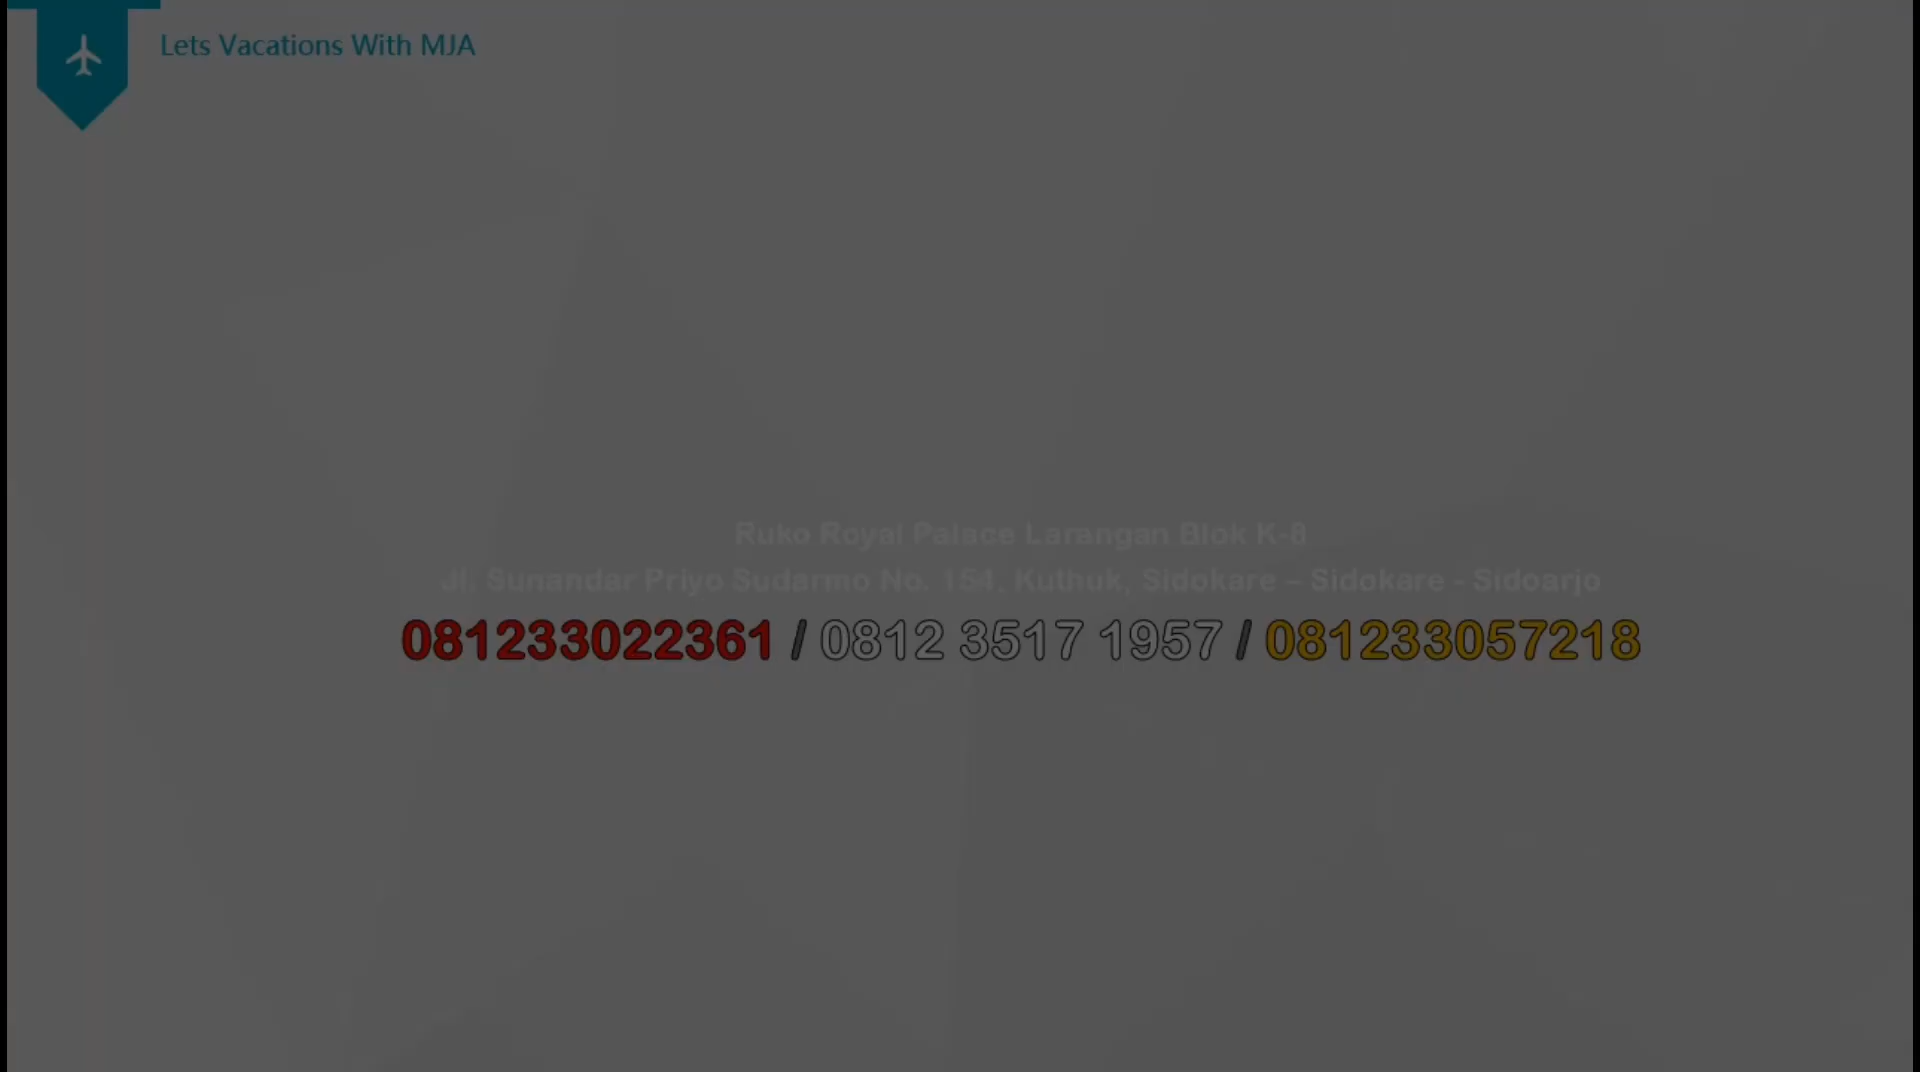 Lets Vacations With MJA
Ruko Royal Palace Larangan Blok K-8
Jl. Sunandar Priyo Sudarmo No. 154, Kuthuk, Sidokare – Sidokare - Sidoarjo
081233022361 / 0812 3517 1957 / 081233057218